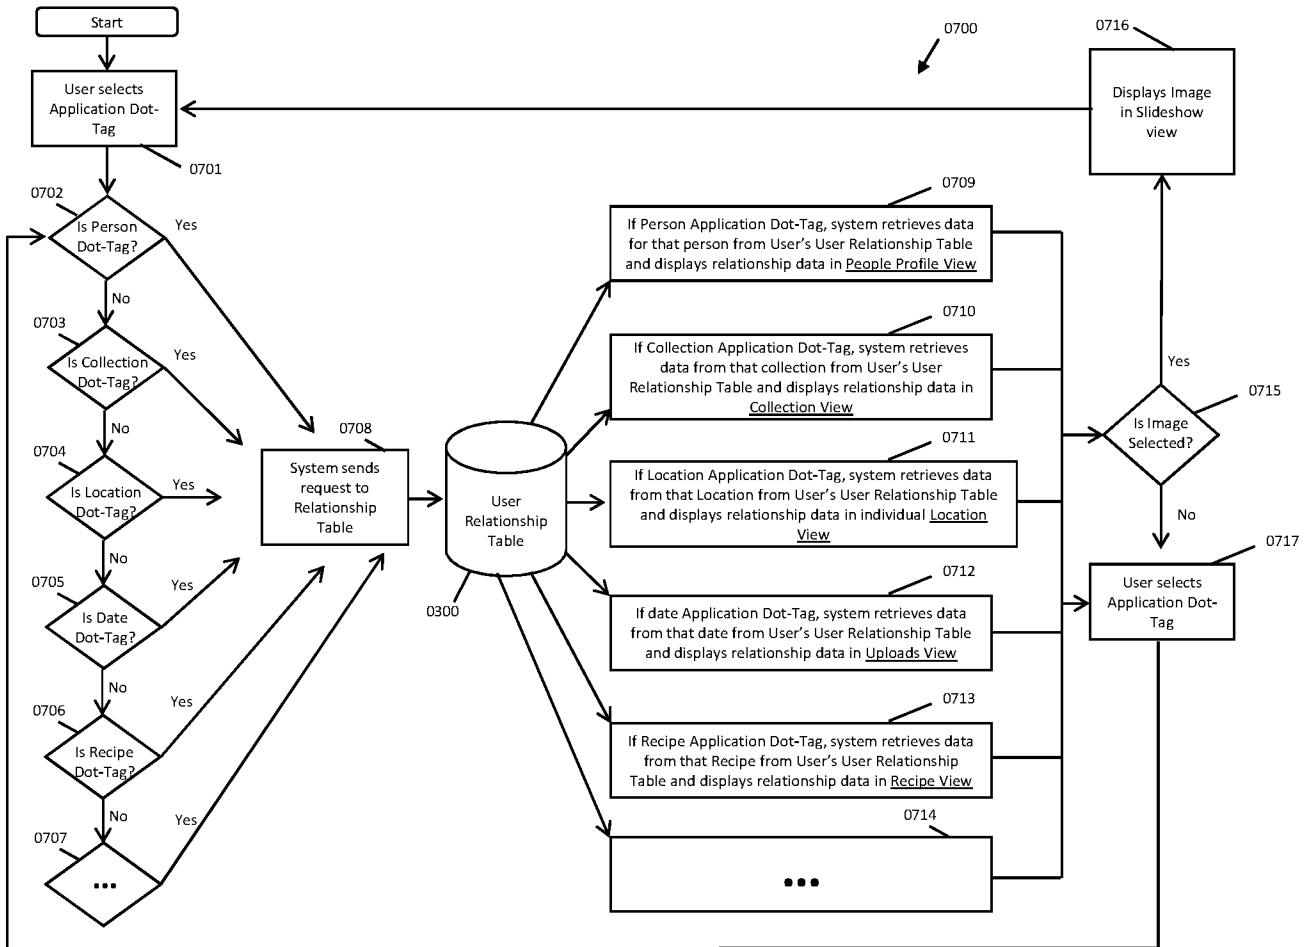 Start
0700
0716
User selects
Application Dot-
Tag
0701
Displays Image
in Slideshow
view
0702
Is Person
Dot-Tag?
Yes
No
0703
Is Collection
Dot-Tag?
Yes
No
0704
Is Location
Dot-Tag?
Yes
No
0705
Is Date
Dot-Tag?
Yes
No
0706
Is Recipe
Dot-Tag?
Yes
No
0707
...
Yes
0708
System sends
request to
Relationship
Table
User
Relationship
Table
0300
0709
If Person Application Dot-Tag, system retrieves data
for that person from User's User Relationship Table
and displays relationship data in People Profile View
0710
If Collection Application Dot-Tag, system retrieves
data from that collection from User's User
Relationship Table and displays relationship data in
Collection View
0711
If Location Application Dot-Tag, system retrieves data
from that Location from User's User Relationship Table
and displays relationship data in individual Location
View
0712
If date Application Dot-Tag, system retrieves data
from that date from User's User Relationship Table
and displays relationship data in Uploads View
0713
If Recipe Application Dot-Tag, system retrieves data
from that Recipe from User's User Relationship
Table and displays relationship data in Recipe View
0714
...
Yes
0715
Is Image
Selected?
No
0717
User selects
Application Dot-
Tag